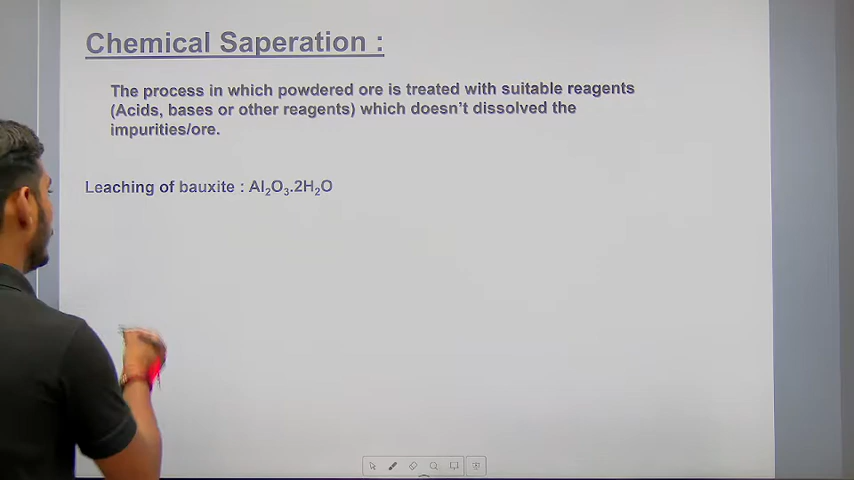 Chemical Saperation :
The process in which powdered ore is treated with suitable reagents
(Acids, bases or other reagents) which doesn't dissolved the
impurities/ore.
Leaching of bauxite : Al₂O₃.2H₂O